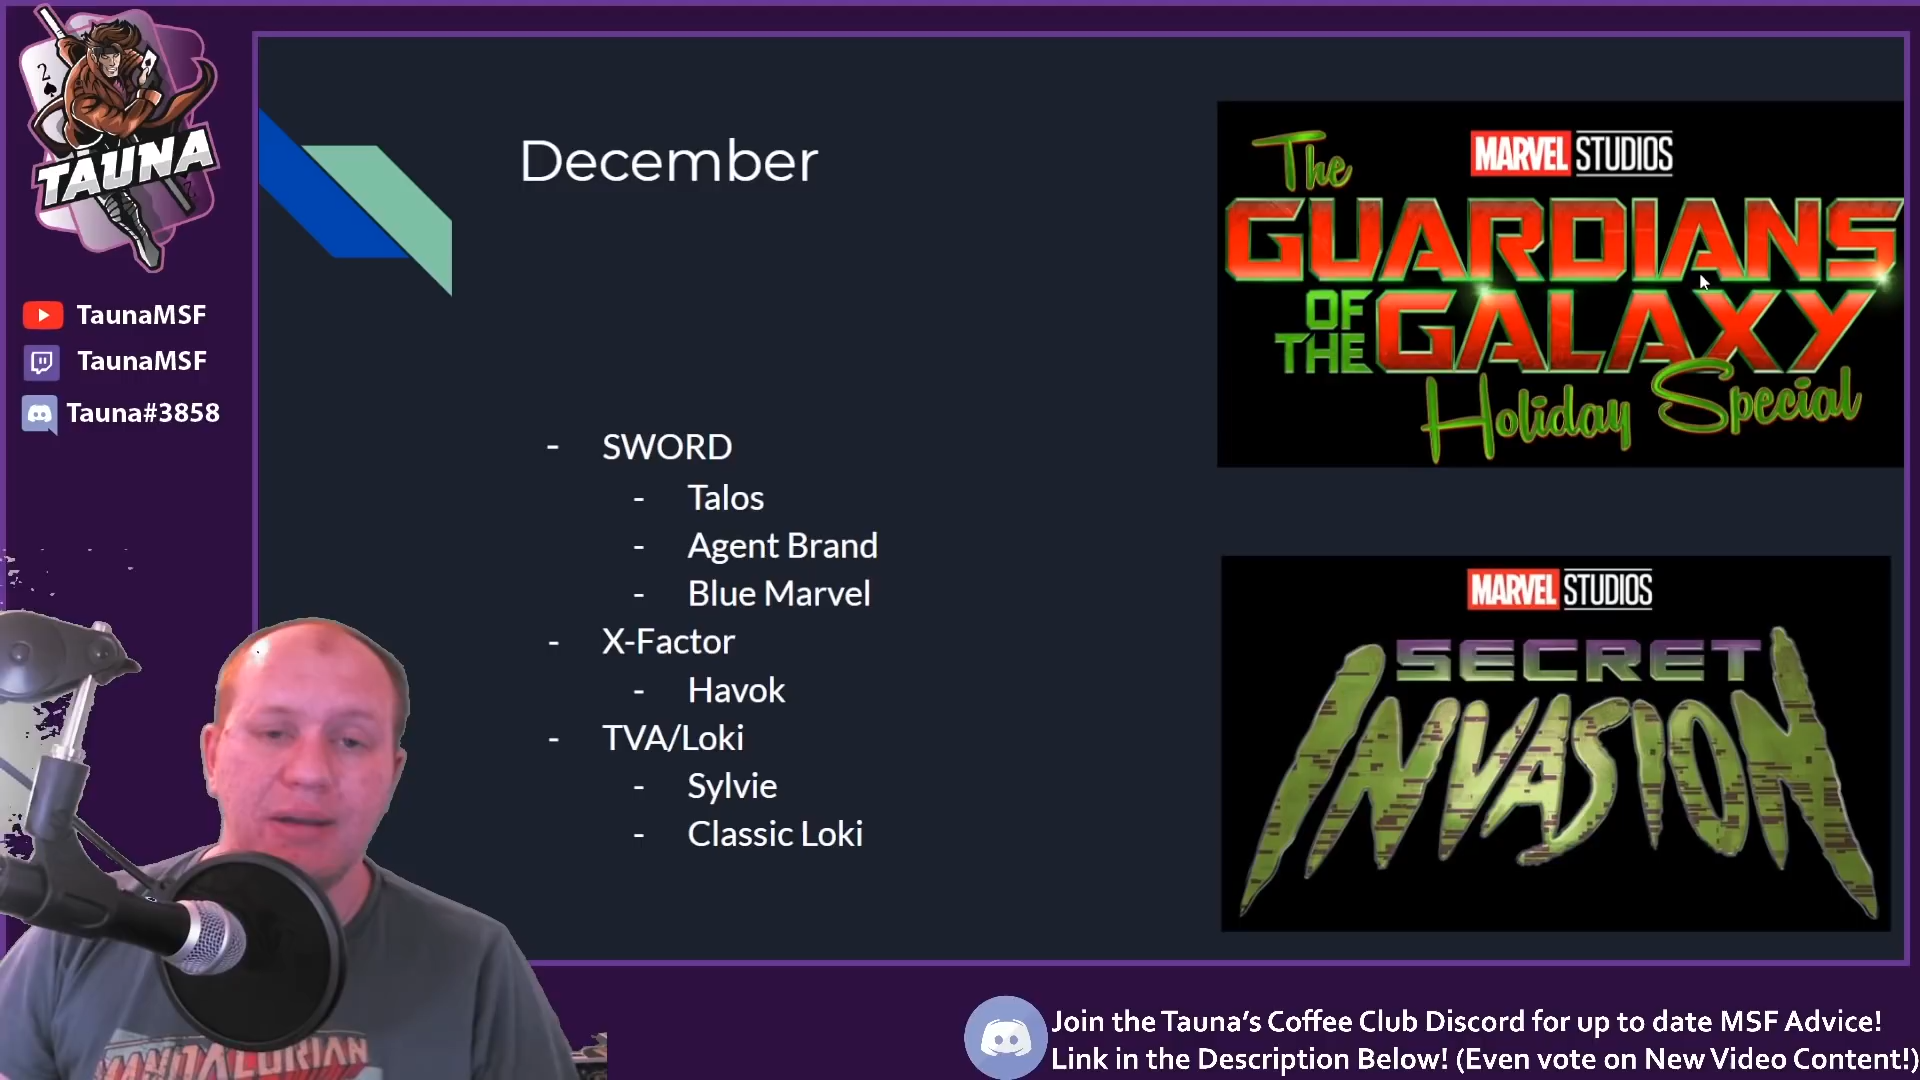 2
TAUNA
TaunaMSF
TaunaMSF
Tauna#3858
December
- SWORD
- Talos
- Agent Brand
- Blue Marvel
- X-Factor
- Havok
- TVA/Loki
- Sylvie
- Classic Loki
MARVEL STUDIOS
The
GUARDIANS
OF THE GALAXY
Holiday Special
MARVEL STUDIOS
SECRET
INVASION
MANDALORIAN
Join the Tauna's Coffee Club Discord for up to date MSF Advice!
Link in the Description Below! (Even vote on New Video Content!)